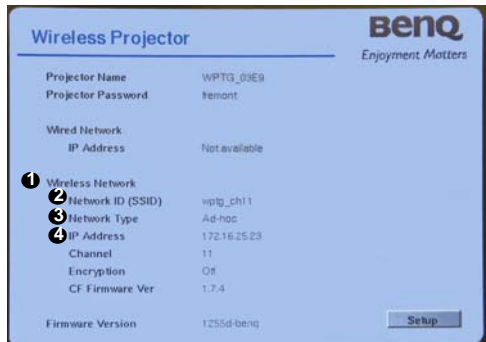 BenQ
Wireless Projector
Enjoyment Matters
Projector Name WPTG_03E9
Projector Password fremont
Wired Network
IP Address Not available
1 Wireless Network
2 Network ID (SSID) wptg_ch11
3 Network Type Ad-hoc
4 IP Address 172.16.25.23
Channel 11
Encryption Off
CF Firmware Ver 1.7.4
Firmware Version 1255d-benq
Setup